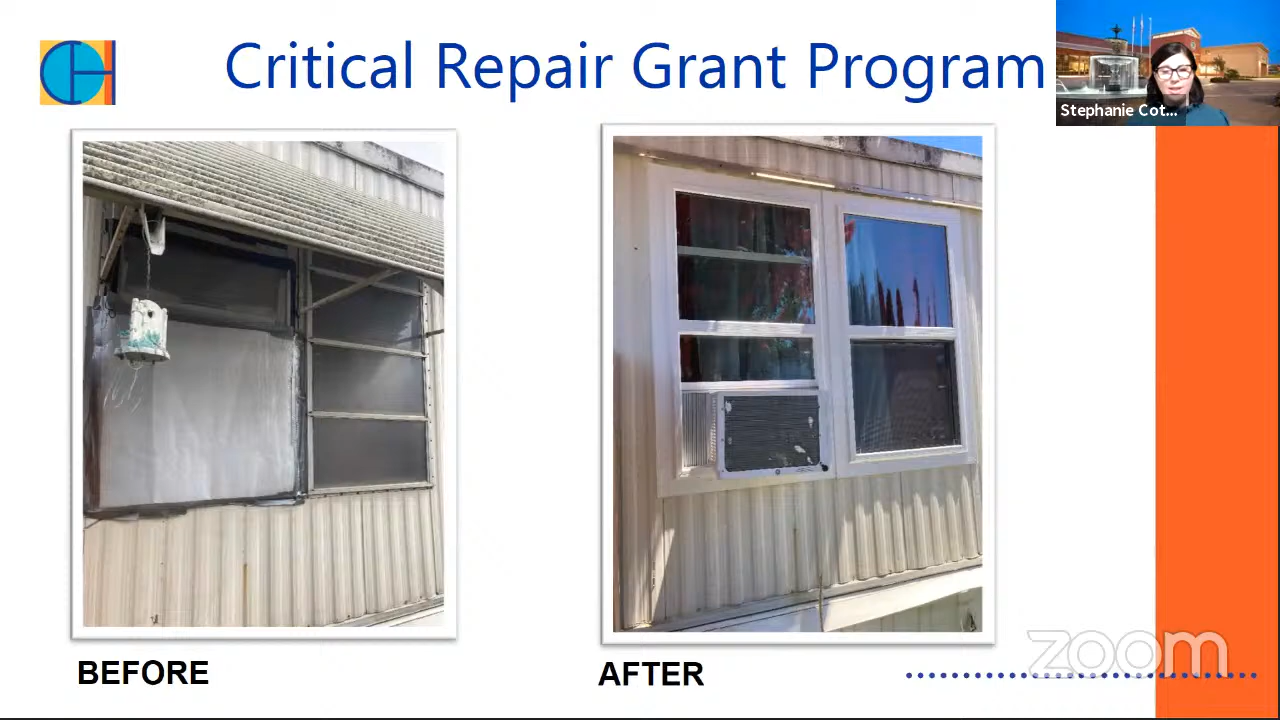 Critical Repair Grant Program
Stephanie Cot...
BEFORE
AFTER
zoom